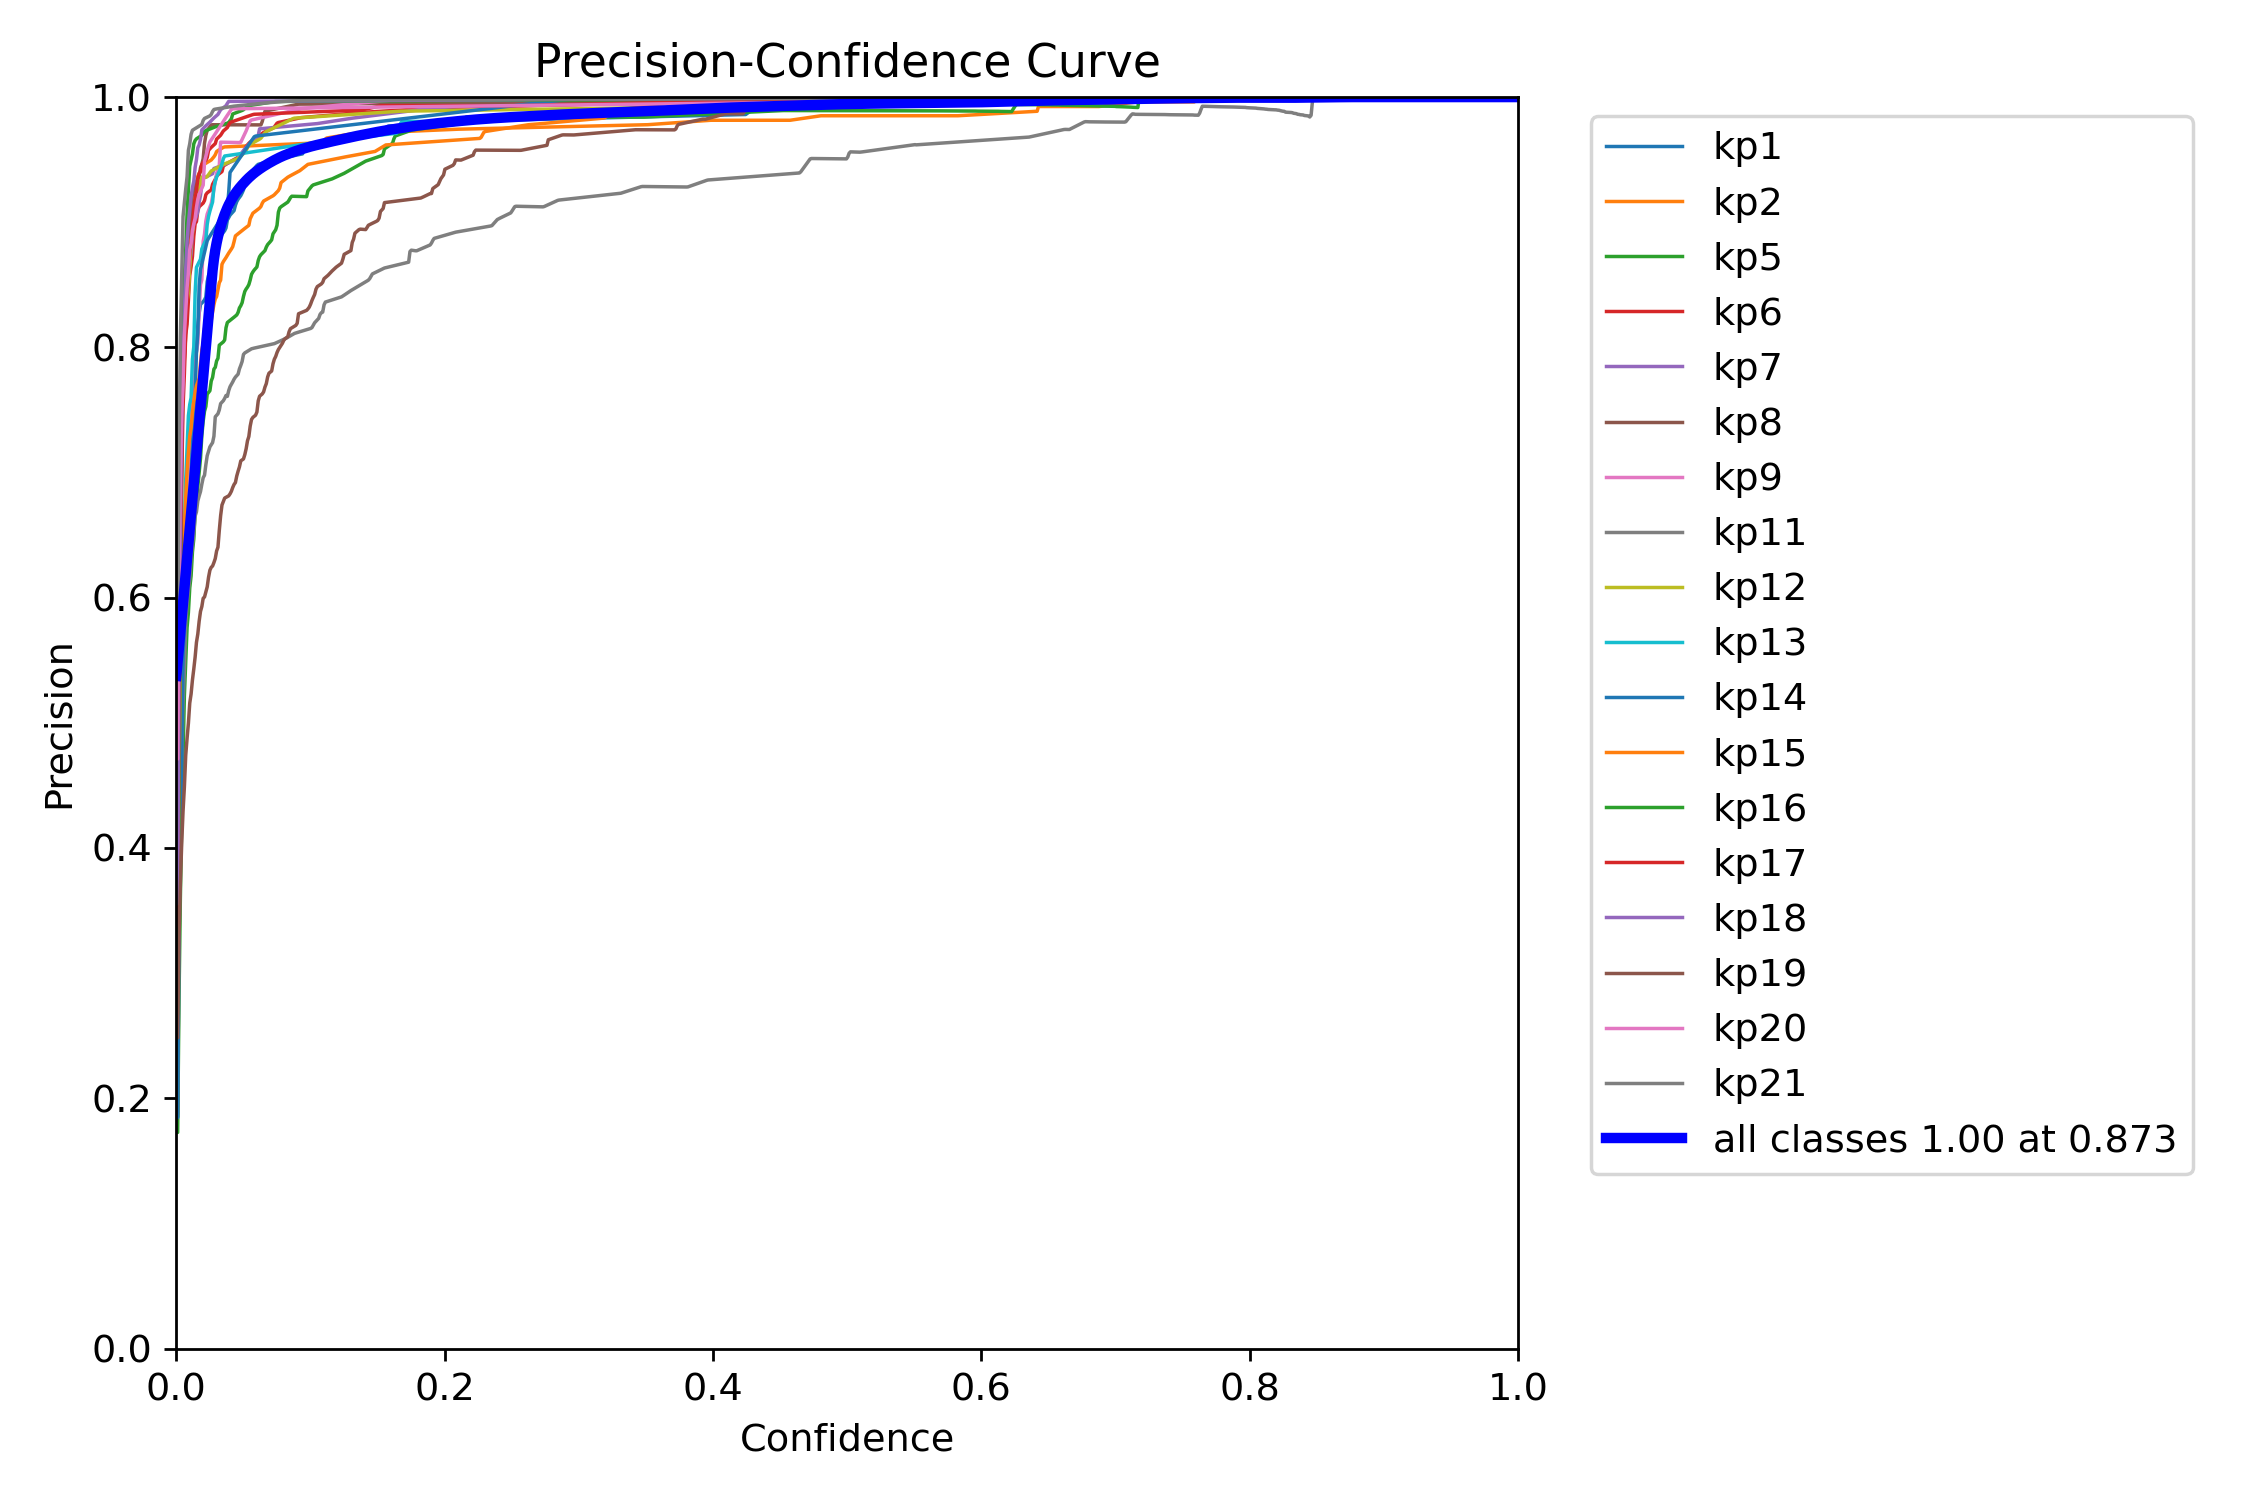 Precision-Confidence Curve
1.0
0.8
0.6
0.4
0.2
0.0
Precision
0.0 0.2 0.4 0.6 0.8 1.0
Confidence
kp1
kp2
kp5
kp6
kp7
kp8
kp9
kp11
kp12
kp13
kp14
kp15
kp16
kp17
kp18
kp19
kp20
kp21
all classes 1.00 at 0.873